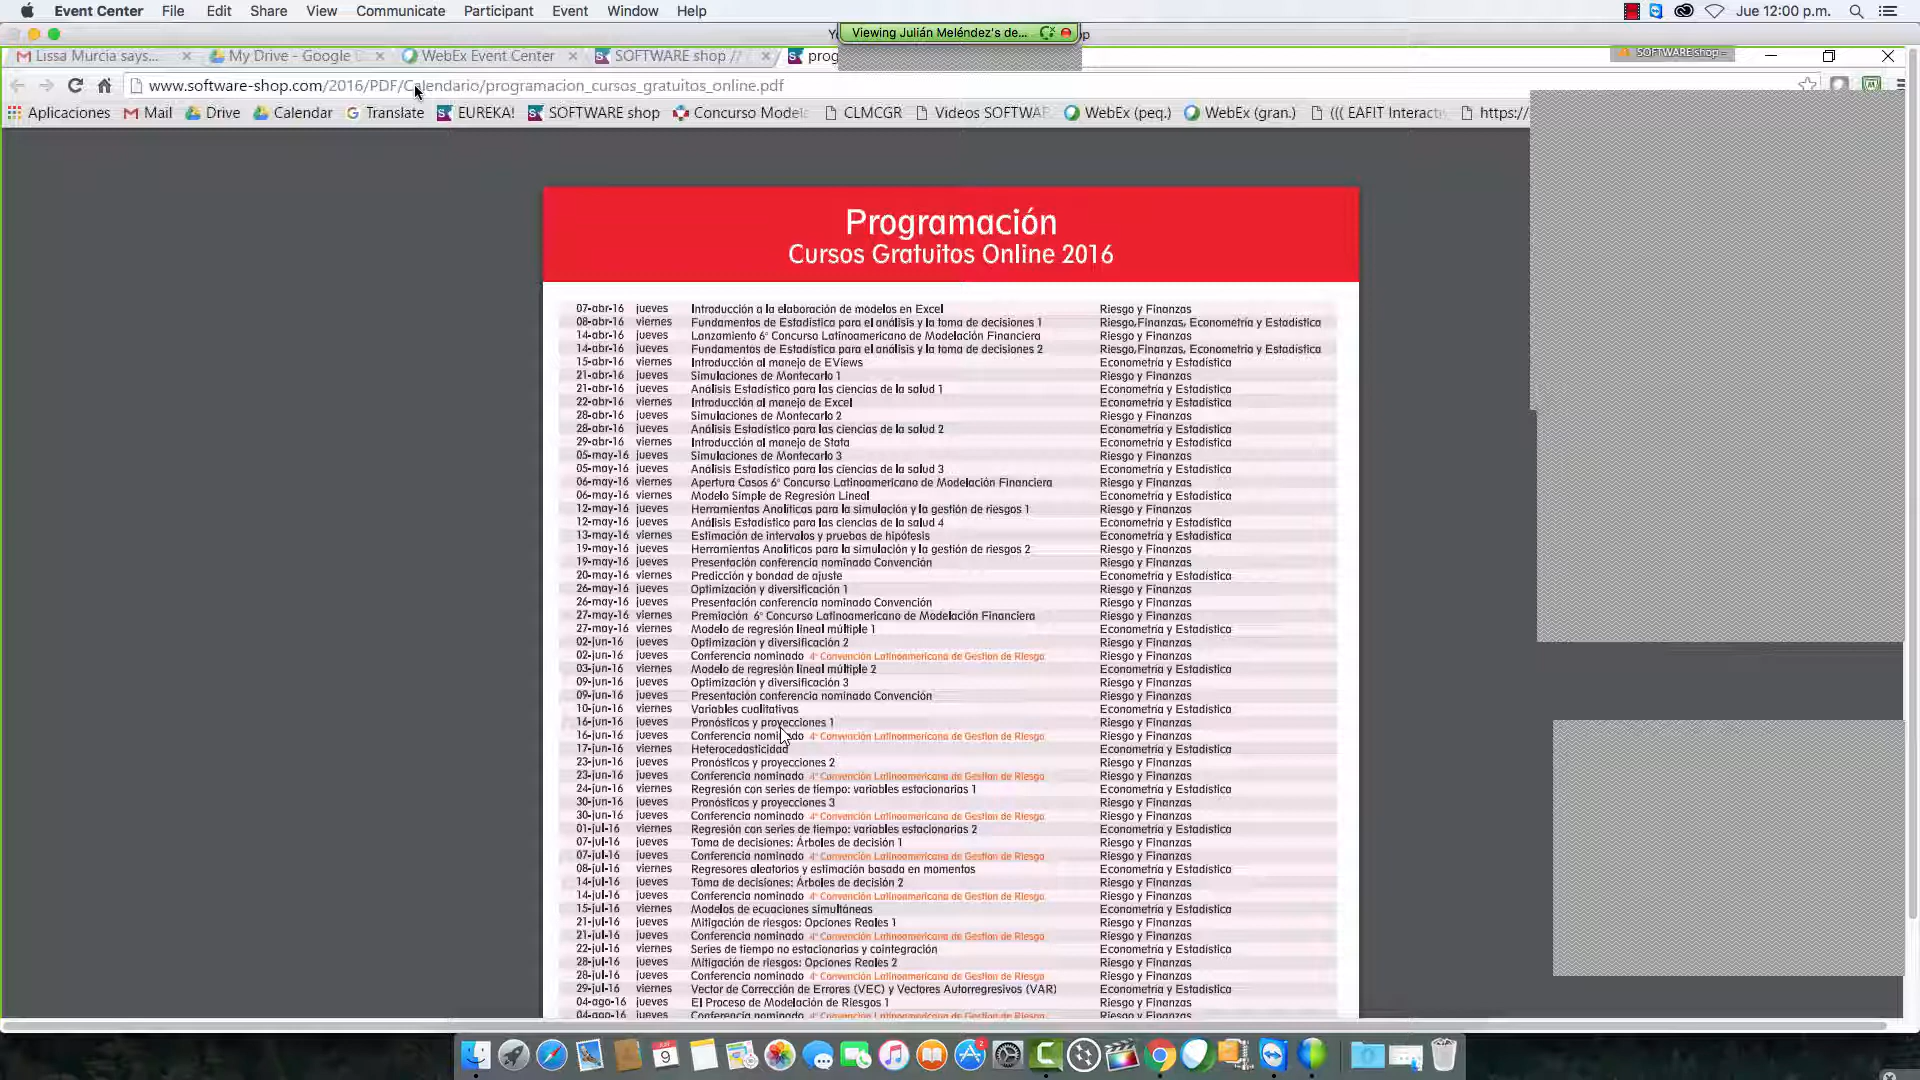 Event Center File Edit Share View Communicate Participant Event Window Help Jue 12:00 p.m.
Viewing Julián Meléndez's de...
Lissa Murcia says... My Drive - Google WebEx Event Center SOFTWARE shop // prog SOFTWARE shop
www.software-shop.com/2016/PDF/Calendario/programacion_cursos_gratuitos_online.pdf
Aplicaciones Mail Drive Calendar Translate EUREKA! SOFTWARE shop Concurso Model CLMCGR Videos SOFTWA WebEx (peq.) WebEx (gran.) ((( EAFIT Interact https://
Programación
Cursos Gratuitos Online 2016
07-abr-16 jueves Introducción a la elaboración de modelos en Excel Riesgo y Finanzas
08-abr-16 viernes Fundamentos de Estadística para el análisis y la toma de decisiones 1 Riesgo,Finanzas, Econometría y Estadística
14-abr-16 jueves Lanzamiento 6° Concurso Latinoamericano de Modelación Financiera Riesgo y Finanzas
14-abr-16 jueves Fundamentos de Estadística para el análisis y la toma de decisiones 2 Riesgo,Finanzas, Econometría y Estadística
15-abr-16 viernes Introducción al manejo de EViews Econometría y Estadística
21-abr-16 jueves Simulaciones de Montecarlo 1 Riesgo y Finanzas
21-abr-16 jueves Análisis Estadístico para las ciencias de la salud 1 Econometría y Estadística
22-abr-16 viernes Introducción al manejo de Excel Econometría y Estadística
28-abr-16 jueves Simulaciones de Montecarlo 2 Riesgo y Finanzas
28-abr-16 jueves Análisis Estadístico para las ciencias de la salud 2 Econometría y Estadística
29-abr-16 viernes Introducción al manejo de Stata Econometría y Estadística
05-may-16 jueves Simulaciones de Montecarlo 3 Riesgo y Finanzas
05-may-16 jueves Análisis Estadístico para las ciencias de la salud 3 Econometría y Estadística
06-may-16 viernes Apertura Casos 6° Concurso Latinoamericano de Modelación Financiera Riesgo y Finanzas
06-may-16 viernes Modelo Simple de Regresión Lineal Econometría y Estadística
12-may-16 jueves Herramientas Analíticas para la simulación y la gestión de riesgos 1 Riesgo y Finanzas
12-may-16 jueves Análisis Estadístico para las ciencias de la salud 4 Econometría y Estadística
13-may-16 viernes Estimación de intervalos y pruebas de hipótesis Econometría y Estadística
19-may-16 jueves Herramientas Analíticas para la simulación y la gestión de riesgos 2 Riesgo y Finanzas
19-may-16 jueves Presentación conferencia nominado Convención Riesgo y Finanzas
20-may-16 viernes Predicción y bondad de ajuste Econometría y Estadística
26-may-16 jueves Optimización y diversificación 1 Riesgo y Finanzas
26-may-16 jueves Presentación conferencia nominado Convención Riesgo y Finanzas
27-may-16 viernes Premiación 6° Concurso Latinoamericano de Modelación Financiera Riesgo y Finanzas
27-may-16 viernes Modelo de regresión lineal múltiple 1 Econometría y Estadística
02-jun-16 jueves Optimización y diversificación 2 Riesgo y Finanzas
02-jun-16 jueves Conferencia nominado 4° Convención Latinoamericana de Gestion de Riesgo Riesgo y Finanzas
03-jun-16 viernes Modelo de regresión lineal múltiple 2 Econometría y Estadística
09-jun-16 jueves Optimización y diversificación 3 Riesgo y Finanzas
09-jun-16 jueves Presentación conferencia nominado Convención Riesgo y Finanzas
10-jun-16 viernes Variables cualitativas Econometría y Estadística
16-jun-16 jueves Pronósticos y proyecciones 1 Riesgo y Finanzas
16-jun-16 jueves Conferencia nominado 4° Convención Latinoamericana de Gestion de Riesgo Riesgo y Finanzas
17-jun-16 viernes Heterocedasticidad Econometría y Estadística
23-jun-16 jueves Pronósticos y proyecciones 2 Riesgo y Finanzas
23-jun-16 jueves Conferencia nominado 4° Convención Latinoamericana de Gestion de Riesgo Riesgo y Finanzas
24-jun-16 viernes Regresión con series de tiempo: variables estacionarias 1 Econometría y Estadística
30-jun-16 jueves Pronósticos y proyecciones 3 Riesgo y Finanzas
30-jun-16 jueves Conferencia nominado 4° Convención Latinoamericana de Gestion de Riesgo Riesgo y Finanzas
01-jul-16 viernes Regresión con series de tiempo: variables estacionarias 2 Econometría y Estadística
07-jul-16 jueves Toma de decisiones: Árboles de decisión 1 Riesgo y Finanzas
07-jul-16 jueves Conferencia nominado 4° Convención Latinoamericana de Gestion de Riesgo Riesgo y Finanzas
08-jul-16 viernes Regresores aleatorios y estimación basada en momentos Econometría y Estadística
14-jul-16 jueves Toma de decisiones: Árboles de decisión 2 Riesgo y Finanzas
14-jul-16 jueves Conferencia nominado 4° Convención Latinoamericana de Gestion de Riesgo Riesgo y Finanzas
15-jul-16 viernes Modelos de ecuaciones simultáneas Econometría y Estadística
21-jul-16 jueves Mitigación de riesgos: Opciones Reales 1 Riesgo y Finanzas
21-jul-16 jueves Conferencia nominado 4° Convención Latinoamericana de Gestion de Riesgo Riesgo y Finanzas
22-jul-16 viernes Series de tiempo no estacionarias y cointegración Econometría y Estadística
28-jul-16 jueves Mitigación de riesgos: Opciones Reales 2 Riesgo y Finanzas
28-jul-16 jueves Conferencia nominado 4° Convención Latinoamericana de Gestion de Riesgo Riesgo y Finanzas
29-jul-16 viernes Vector de Corrección de Errores (VEC) y Vectores Autorregresivos (VAR) Econometría y Estadística
04-ago-16 jueves El Proceso de Modelación de Riesgos 1 Riesgo y Finanzas
04-ago-16 jueves Conferencia nominado 4° Convención Latinoamericana de Gestion de Riesgo Riesgo y Finanzas